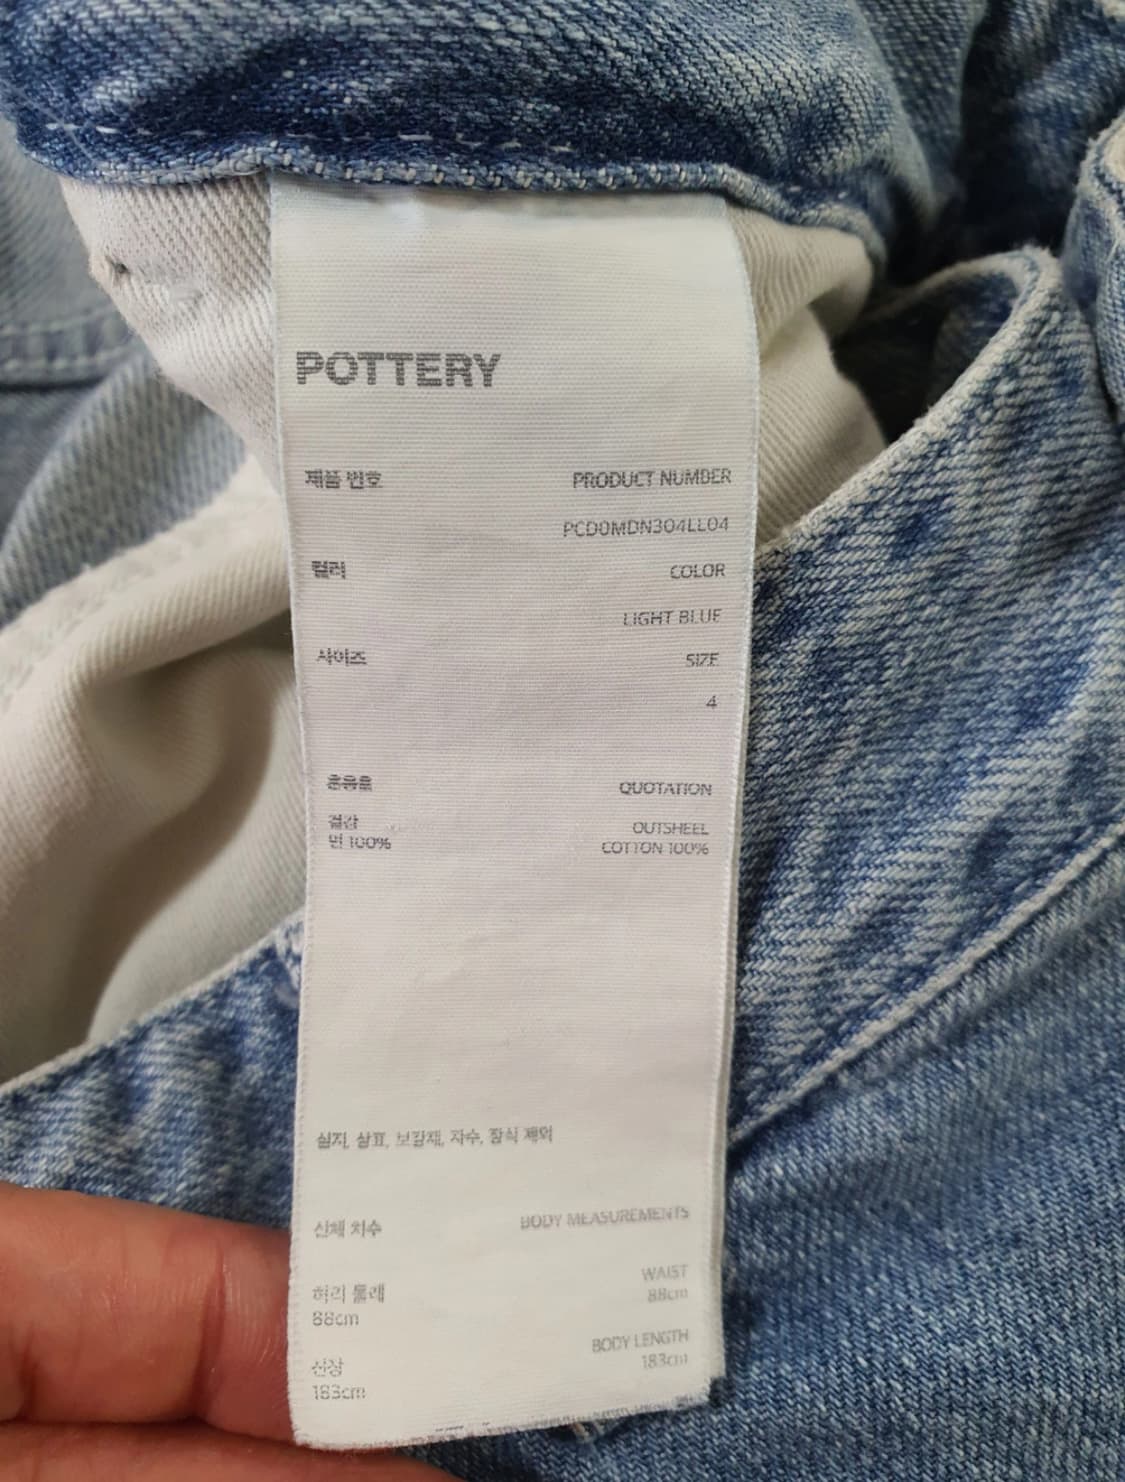 POTTERY
제품 번호 PRODUCT NUMBER
PCD0MDN304LL04
컬러 COLOR
LIGHT BLUE
사이즈 SIZE
4
혼용율 QUOTATION
겉감 OUTSHEEL
면 100% COTTON 100%
실지, 상표, 보강재, 자수, 장식 제외
신체 치수 BODY MEASUREMENTS
허리 둘레 WAIST
88cm 88cm
신장 BODY LENGTH
183cm 183cm